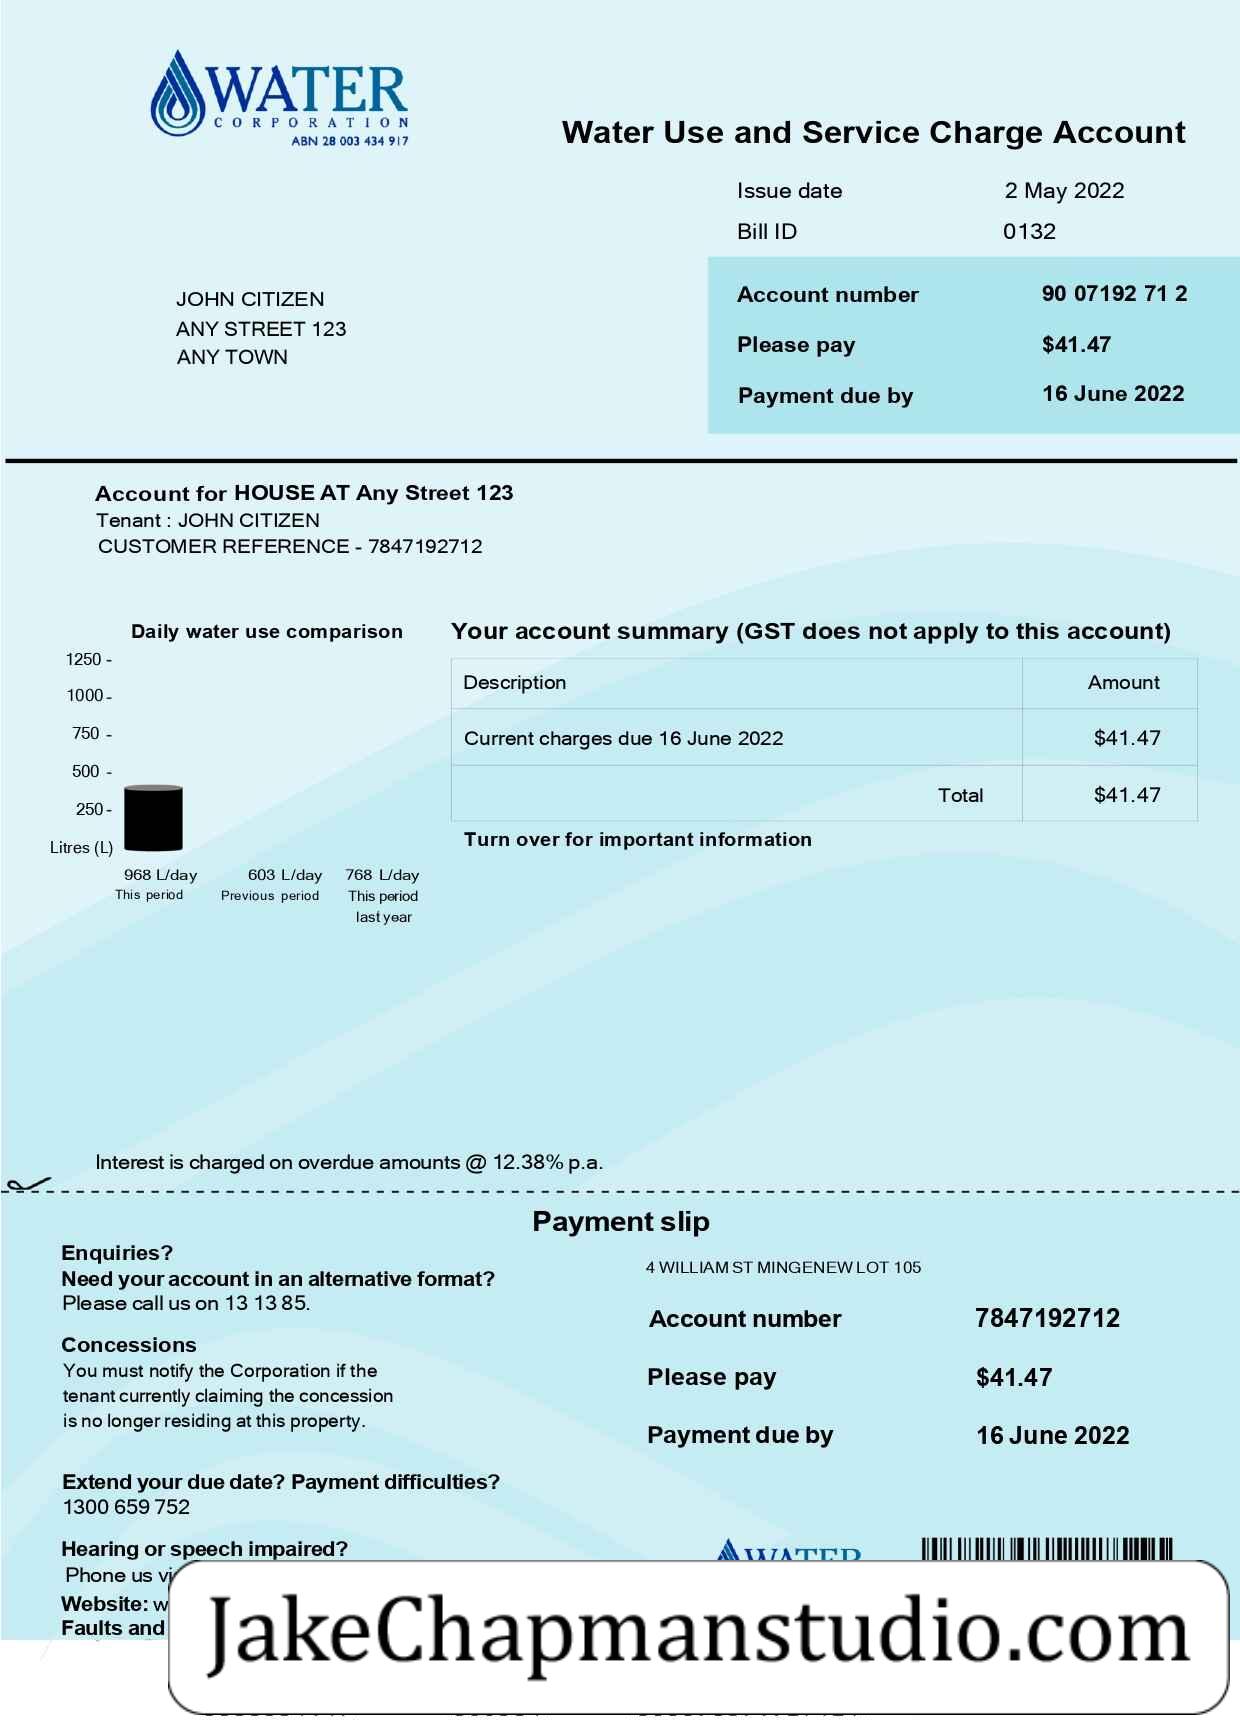 WATER
CORPORATION
ABN 28 003 434 917
Water Use and Service Charge Account
Issue date 2 May 2022
Bill ID 0132
JOHN CITIZEN
ANY STREET 123
ANY TOWN
Account number 90 07192 71 2
Please pay $41.47
Payment due by 16 June 2022
Account for HOUSE AT Any Street 123
Tenant : JOHN CITIZEN
CUSTOMER REFERENCE - 7847192712
Daily water use comparison
1250 -
1000 -
750 -
500 -
250 -
Litres (L)
968 L/day 603 L/day 768 L/day
This period Previous period This period
last year
Your account summary (GST does not apply to this account)
Description Amount
Current charges due 16 June 2022 $41.47
Total $41.47
Turn over for important information
Interest is charged on overdue amounts @ 12.38% p.a.
Payment slip
Enquiries?
Need your account in an alternative format?
Please call us on 13 13 85.
Concessions
You must notify the Corporation if the
tenant currently claiming the concession
is no longer residing at this property.
Extend your due date? Payment difficulties?
1300 659 752
Hearing or speech impaired?
Phone us
Website:
Faults and
4 WILLIAM ST MINGENEW LOT 105
Account number 7847192712
Please pay $41.47
Payment due by 16 June 2022
WATER
JakeChapmanstudio.com